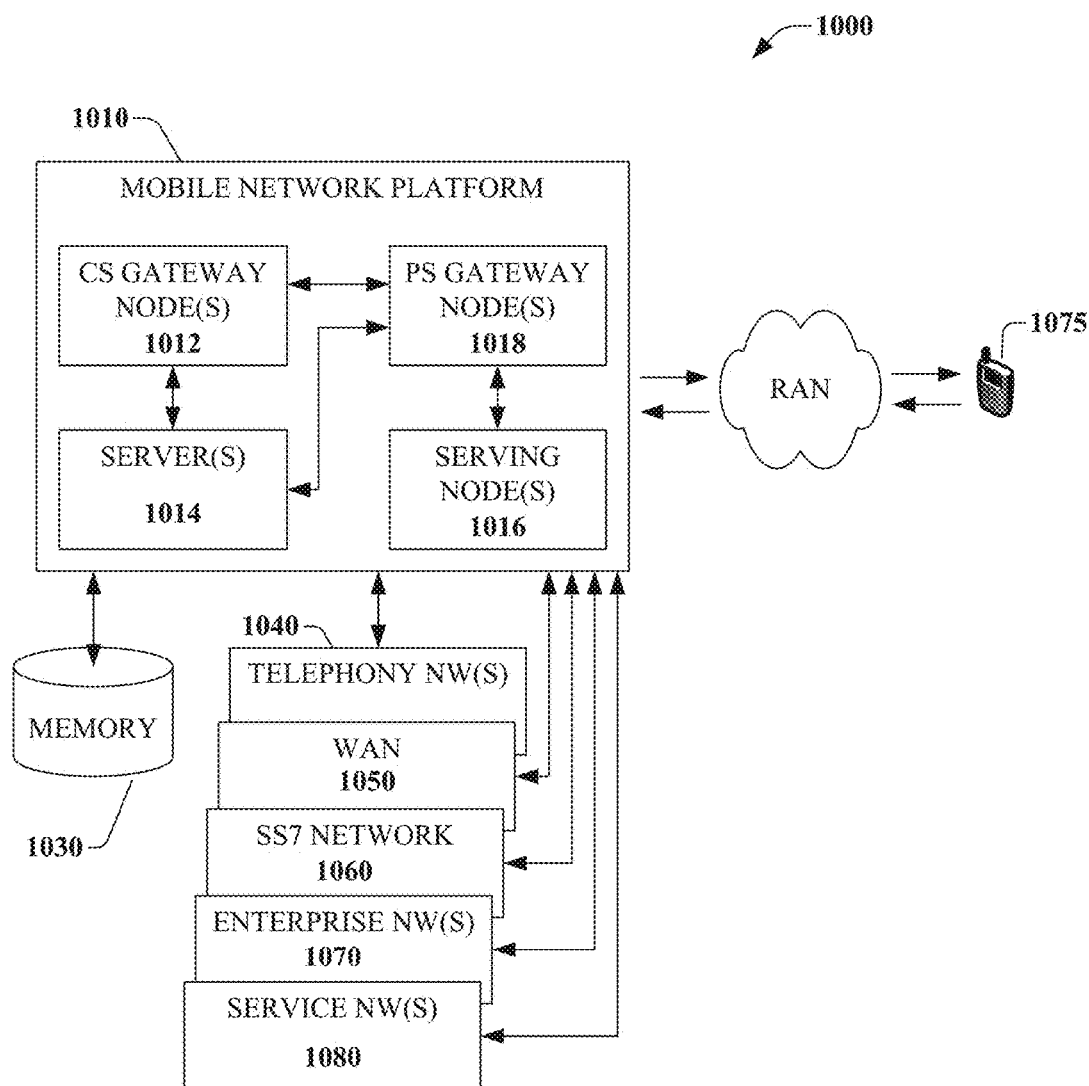 1000
1010
MOBILE NETWORK PLATFORM
CS GATEWAY
NODE(S)
1012
PS GATEWAY
NODE(S)
1018
SERVER(S)
1014
SERVING
NODE(S)
1016
RAN
1075
1040
TELEPHONY NW(S)
MEMORY
1030
WAN
1050
SS7 NETWORK
1060
ENTERPRISE NW(S)
1070
SERVICE NW(S)
1080